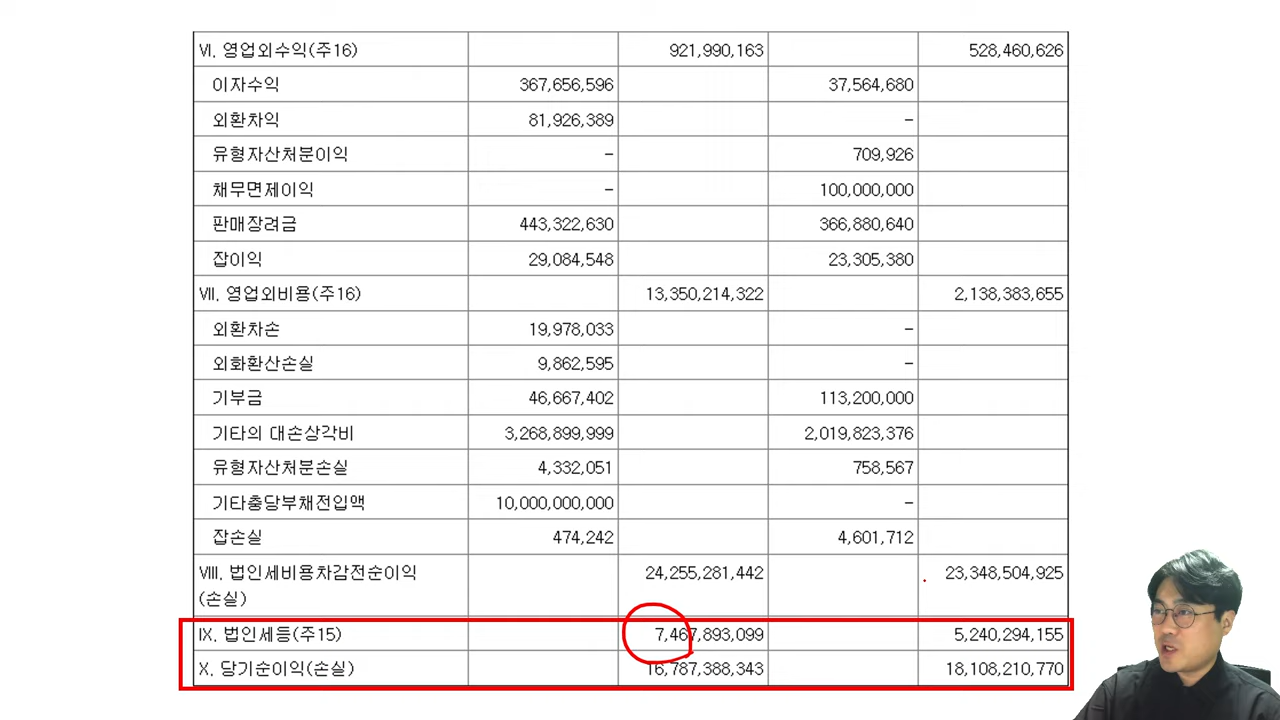 Ⅵ. 영업외수익(주16) 921,990,163 528,460,626
이자수익 367,656,596 37,564,680
외환차익 81,926,389 -
유형자산처분이익 - 709,926
채무면제이익 - 100,000,000
판매장려금 443,322,630 366,880,640
잡이익 29,084,548 23,305,380
Ⅶ. 영업외비용(주16) 13,350,214,322 2,138,383,655
외환차손 19,978,033 -
외화환산손실 9,862,595 -
기부금 46,667,402 113,200,000
기타의 대손상각비 3,268,899,999 2,019,823,376
유형자산처분손실 4,332,051 758,567
기타충당부채전입액 10,000,000,000 -
잡손실 474,242 4,601,712
Ⅷ. 법인세비용차감전순이익 24,255,281,442 23,348,504,925
(손실)
Ⅸ. 법인세등(주15) 7,467,893,099 5,240,294,155
Ⅹ. 당기순이익(손실) 16,787,388,343 18,108,210,770